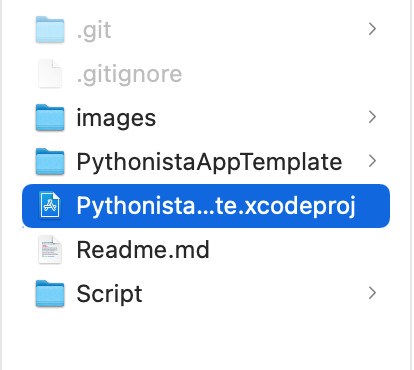 .git
.gitignore
images
PythonistaAppTemplate
Pythonista...te.xcodeproj
Readme.md
Script